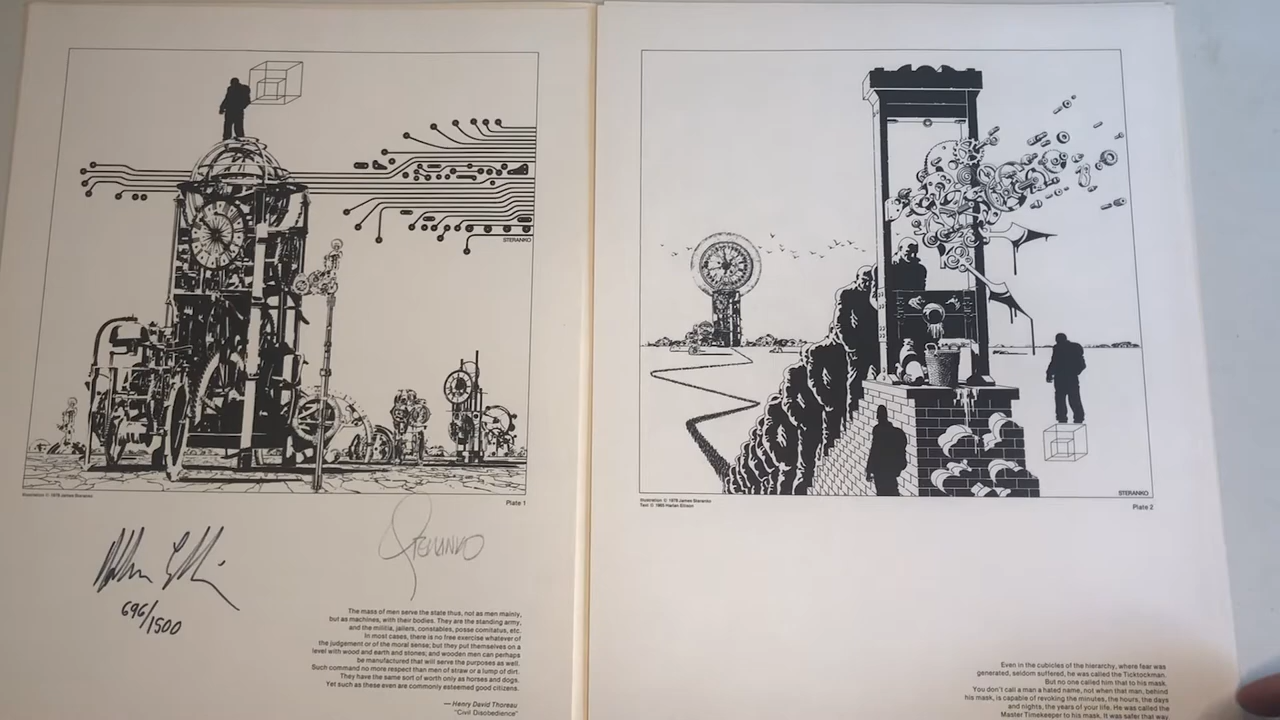 STERANKO
Illustration © 1978 James Steranko
Plate 1
Steranko
696/1500
The mass of men serve the state thus, not as men mainly,
but as machines, with their bodies. They are the standing army,
and the militia, jailers, constables, posse comitatus, etc.
In most cases, there is no free exercise whatever of
the judgement or of the moral sense; but they put themselves on a
level with wood and earth and stones; and wooden men can perhaps
be manufactured that will serve the purposes as well.
Such command no more respect than men of straw or a lump of dirt.
They have the same sort of worth only as horses and dogs.
Yet such as these even are commonly esteemed good citizens.
— Henry David Thoreau
"Civil Disobedience"
STERANKO
Illustration © 1978 James Steranko
Text © 1965 Harlan Ellison
Plate 2
Even in the cubicles of the hierarchy, where fear was
generated, seldom suffered, he was called the Ticktockman.
But no one called him that to his mask.
You don't call a man a hated name, not when that man, behind
his mask, is capable of revoking the minutes, the hours, the days
and nights, the years of your life. He was called the
Master Timekeeper to his mask. It was safer that way.